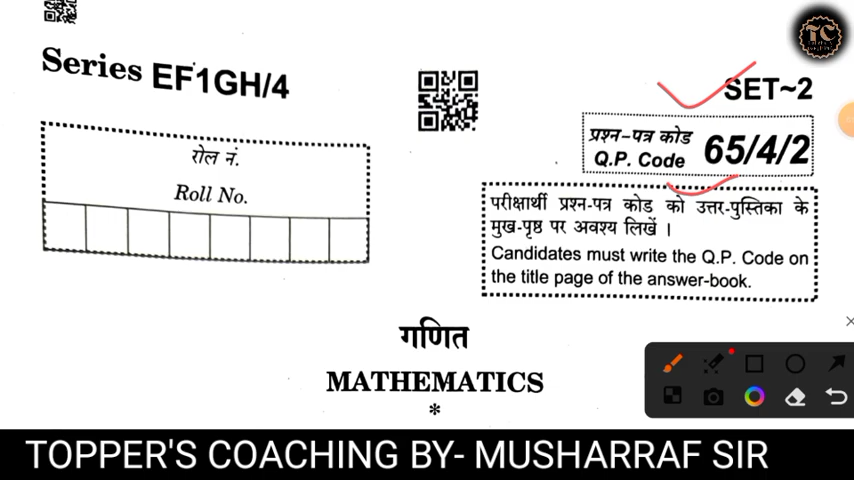 Series EF1GH/4
SET~2
प्रश्न-पत्र कोड
Q.P. Code
65/4/2
रोल नं.
Roll No.
परीक्षार्थी प्रश्न-पत्र कोड को उत्तर-पुस्तिका के
मुख-पृष्ठ पर अवश्य लिखें ।
Candidates must write the Q.P. Code on
the title page of the answer-book.
गणित
MATHEMATICS
*
TOPPER'S COACHING BY- MUSHARRAF SIR